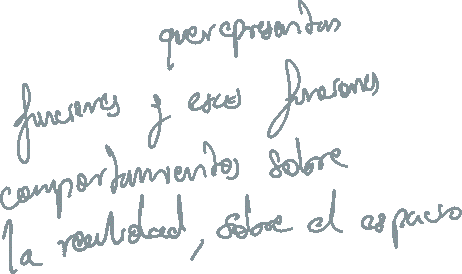 que representan
funciones y esas funciones
comportamientos sobre
la realidad, sobre el espacio